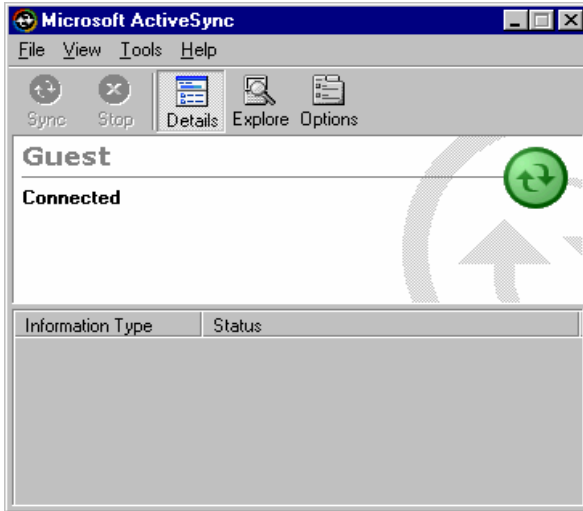 Microsoft ActiveSync
File View Tools Help
Sync Stop Details Explore Options
Guest
Connected
Information Type Status